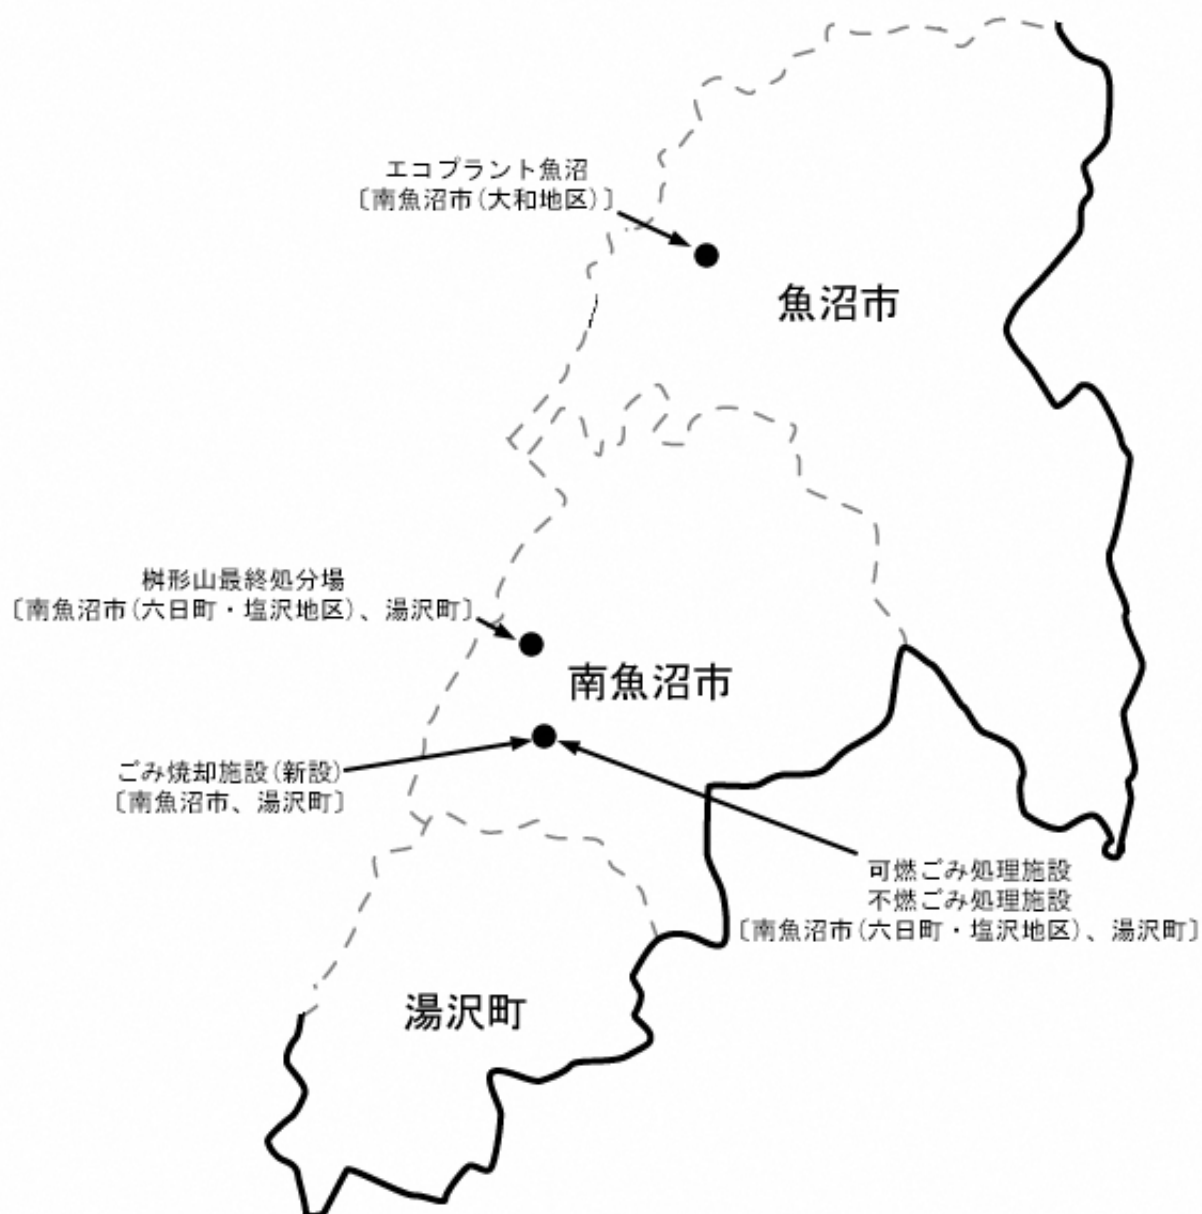 エコプラント魚沼
〔南魚沼市(大和地区)〕
魚沼市
桝形山最終処分場
〔南魚沼市(六日町・塩沢地区)、湯沢町〕
南魚沼市
ごみ焼却施設(新設)
〔南魚沼市、湯沢町〕
可燃ごみ処理施設
不燃ごみ処理施設
〔南魚沼市(六日町・塩沢地区)、湯沢町〕
湯沢町